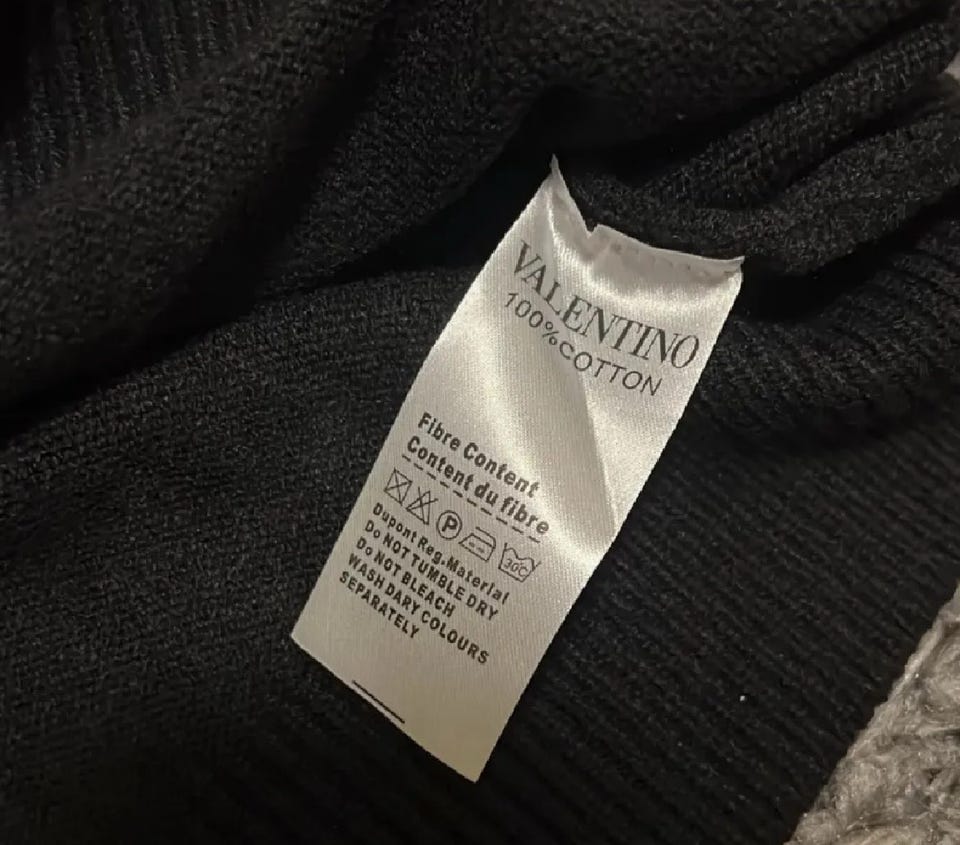 VALENTINO
100%COTTON
Fibre Content
Content du fibre
P
30°C
Dupont Reg.Material
Do NOT TUMBLE DRY
Do NOT BLEACH
WASH DARY COLOURS
SEPARATELY